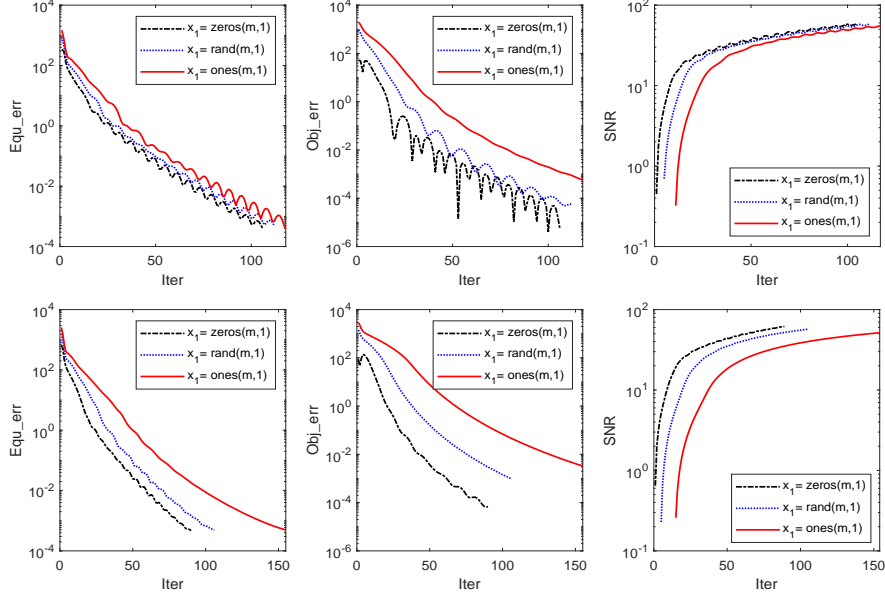 10^4
10^2
10^0
10^-2
10^-4
Equ_err
0
50
100
Iter
x_1= zeros(m,1)
x_1= rand(m,1)
x_1= ones(m,1)
10^4
10^2
10^0
10^-2
10^-4
10^-6
Obj_err
0
50
100
Iter
x_1= zeros(m,1)
x_1= rand(m,1)
x_1= ones(m,1)
10^2
10^1
10^0
10^-1
SNR
0
50
100
Iter
x_1= zeros(m,1)
x_1= rand(m,1)
x_1= ones(m,1)
10^4
10^2
10^0
10^-2
10^-4
Equ_err
0
50
100
150
Iter
x_1= zeros(m,1)
x_1= rand(m,1)
x_1= ones(m,1)
10^4
10^2
10^0
10^-2
10^-4
10^-6
Obj_err
0
50
100
150
Iter
x_1= zeros(m,1)
x_1= rand(m,1)
x_1= ones(m,1)
10^2
10^1
10^0
10^-1
SNR
0
50
100
150
Iter
x_1= zeros(m,1)
x_1= rand(m,1)
x_1= ones(m,1)